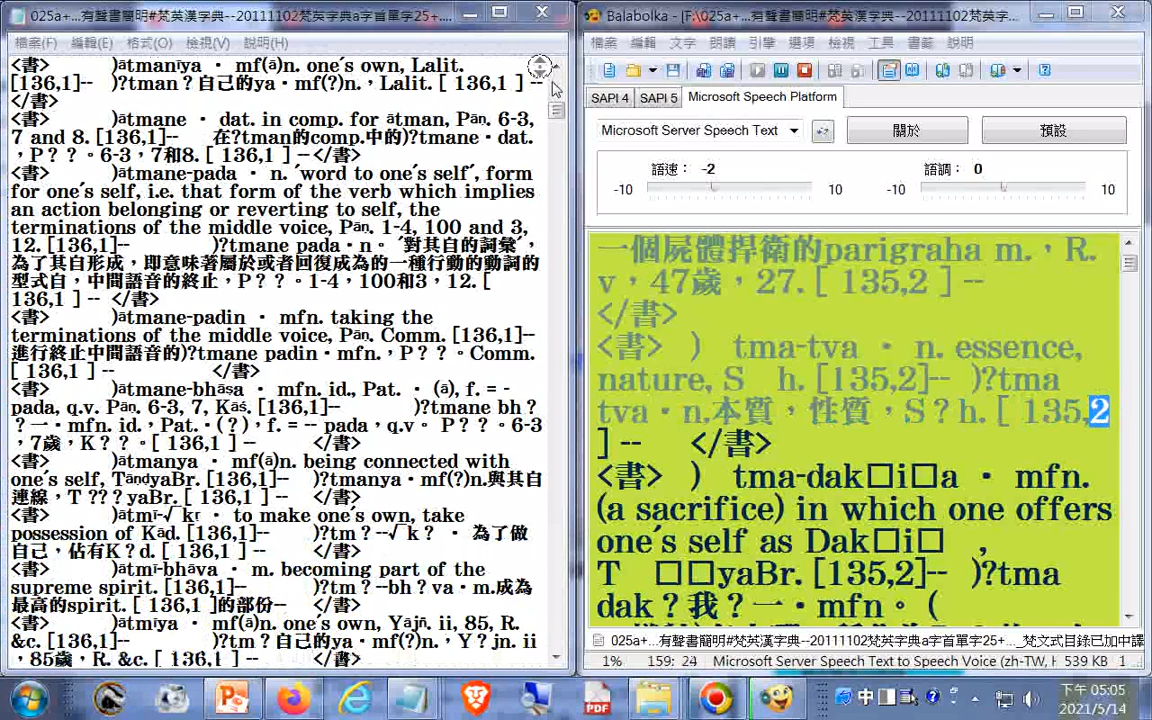 025a+...有聲書簡明#梵英漢字典--20111102梵英字典a字首單字25+...
檔案(F) 編輯(E) 格式(O) 檢視(V) 說明(H)
<書> )ātmanīya • mf(ā)n. one's own, Lalit.
[136,1]-- )?tman？自己的ya•mf(?)n.，Lalit. [ 136,1 ] --
</書>
<書> )ātmane • dat. in comp. for ātman, Pāṇ. 6-3,
7 and 8. [136,1]-- 在?tman的comp.中的)?tmane•dat.
，P？？。6-3，7和8. [ 136,1 ] --</書>
<書> )ātmane-pada • n. 'word to one's self', form
for one's self, i.e. that form of the verb which implies
an action belonging or reverting to self, the
terminations of the middle voice, Pāṇ. 1-4, 100 and 3,
12. [136,1]-- )?tmane pada•n。'對其自的詞彙'，
為了其自形成，即意味著屬於或者回復成為的一種行動的動詞的
型式自，中間語音的終止，P？？。1-4，100和3，12. [
136,1 ] -- </書>
<書> )ātmane-padin • mfn. taking the
terminations of the middle voice, Pāṇ. Comm. [136,1]--
進行終止中間語音的)?tmane padin•mfn.，P？？。Comm.
[ 136,1 ] -- </書>
<書> )ātmane-bhāṣa • mfn. id., Pat. • (ā), f. = -
pada, q.v. Pāṇ. 6-3, 7, Kāś. [136,1]-- )?tmane bh？
？一•mfn. id.，Pat.•(？)，f. = -- pada，q.v。 P？？。6-3
，7歲，K？？。[ 136,1 ] -- </書>
<書> )ātmanya • mf(ā)n. being connected with
one's self, TāṇḍyaBr. [136,1]-- )?tmanya•mf(?)n.與其自
連線，T ???yaBr. [ 136,1 ] -- </書>
<書> )ātmī-√ kṛ • to make one's own, take
possession of Kād. [136,1]-- )?tm？--√ k？ • 為了做
自己，佔有K？d. [ 136,1 ] -- </書>
<書> )ātmī-bhāva • m. becoming part of the
supreme spirit. [136,1]-- )?tm？--bh？va•m.成為
最高的spirit. [ 136,1 ]的部份-- </書>
<書> )ātmīya • mf(ā)n. one's own, Yājñ. ii, 85, R.
&c. [136,1]-- )?tm？自己的ya•mf(?)n.，Y？jn. ii
，85歲，R. &c. [ 136,1 ] -- </書>
Balabolka - [F:\025a+...有聲書簡明#梵英漢字典--20111102梵英字...
檔案 編輯 文字 朗讀 引擎 選項 檢視 工具 書籤 說明
SAPI 4 SAPI 5 Microsoft Speech Platform
Microsoft Server Speech Text 關於 預設
語速： -2 語調： 0
-10 10 -10 10
一個屍體捍衛的parigraha m.，R.
v，47歲，27. [ 135,2 ] --
</書>
<書> ) tma-tva • n. essence,
nature, S h. [135,2]-- )?tma
tva•n.本質，性質，S？h. [ 135,2
] -- </書>
<書> ) tma-dak□i□a • mfn.
(a sacrifice) in which one offers
one's self as Dak□i□ ,
T □□yaBr. [135,2]-- )?tma
dak？我？一•mfn。(
025a+...有聲書簡明#梵英漢字典--20111102梵英字典a字首單字25+..._梵文式目錄已加中譯
1% 159: 24 Microsoft Server Speech Text to Speech Voice (zh-TW, H 539 KB 1
中
下午 05:05
2021/5/14